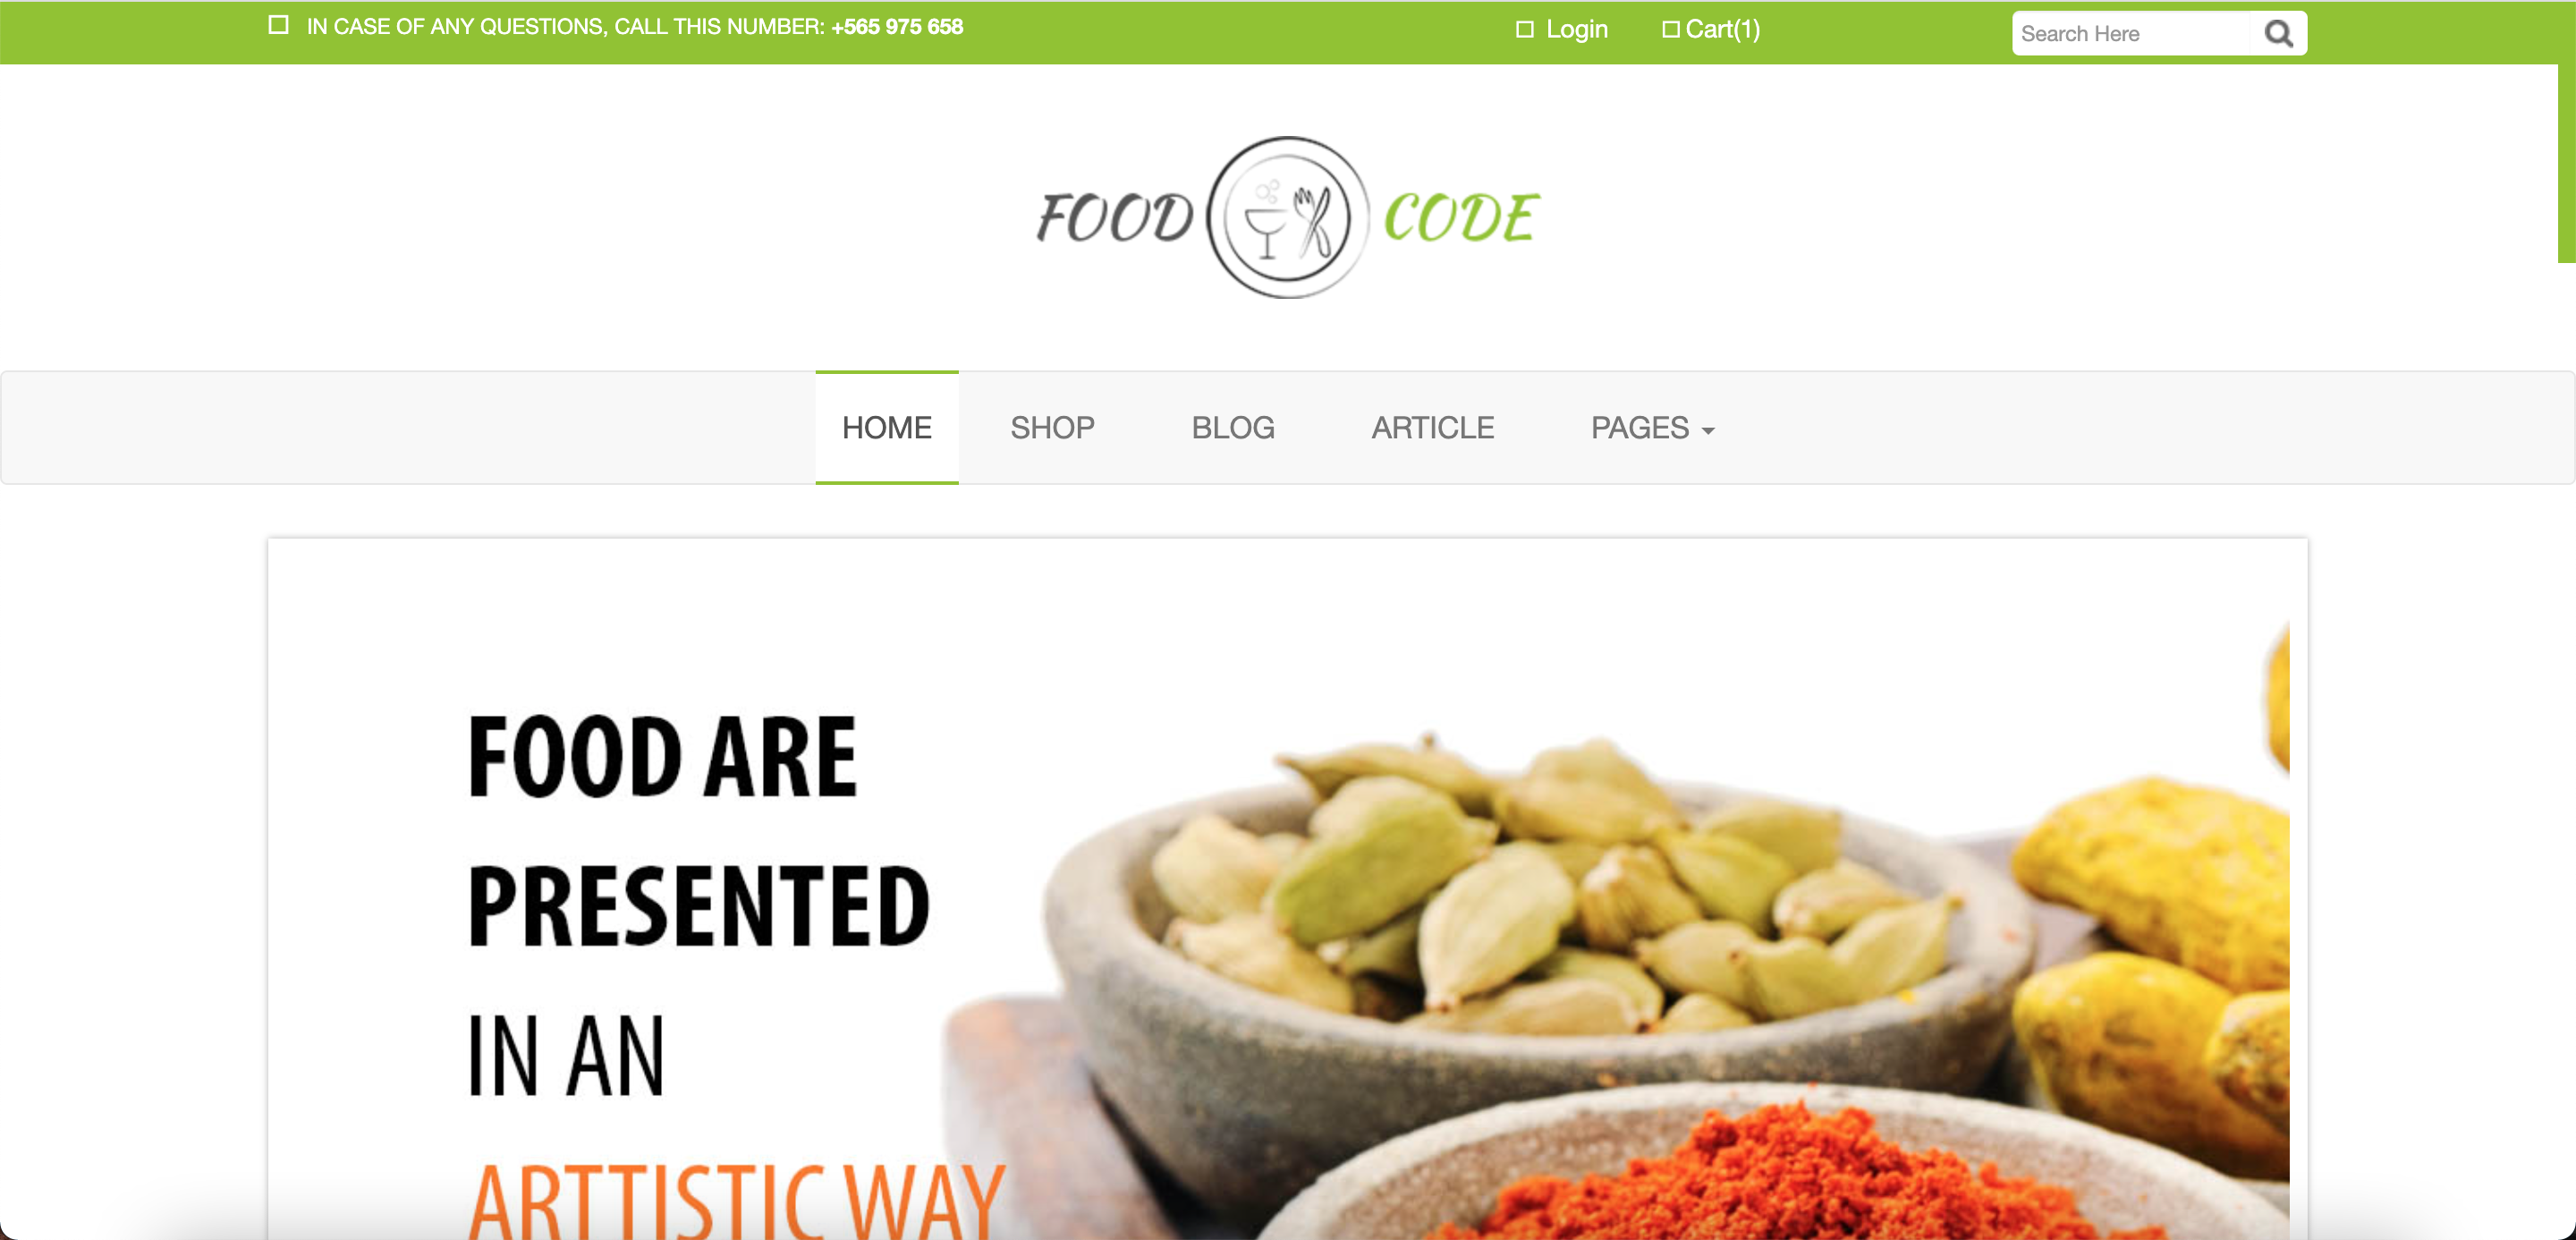 IN CASE OF ANY QUESTIONS, CALL THIS NUMBER: +565 975 658
Login
Cart(1)
Search Here
FOOD CODE
HOME
SHOP
BLOG
ARTICLE
PAGES
FOOD ARE
PRESENTED
IN AN
ARTTISTIC WAY